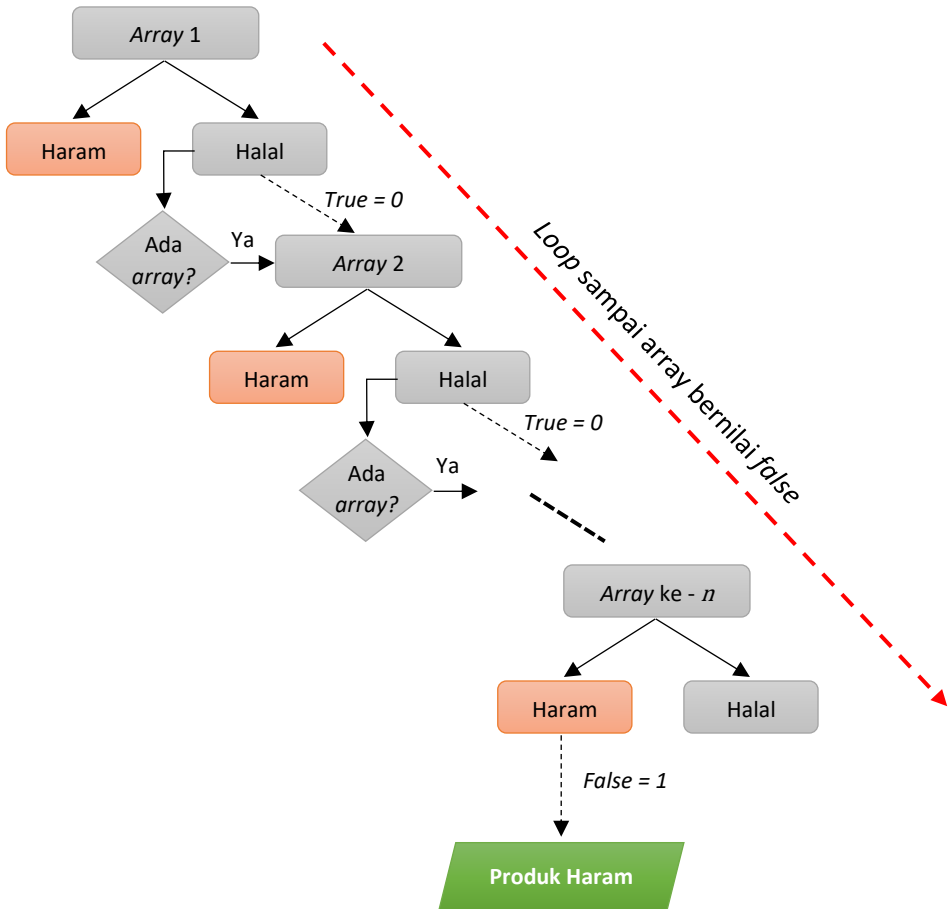 Array 1
Haram
Halal
True = 0
Ada
array?
Ya
Array 2
Loop sampai array bernilai false
Haram
Halal
True = 0
Ada
array?
Ya
Array ke - n
Haram
Halal
False = 1
Produk Haram